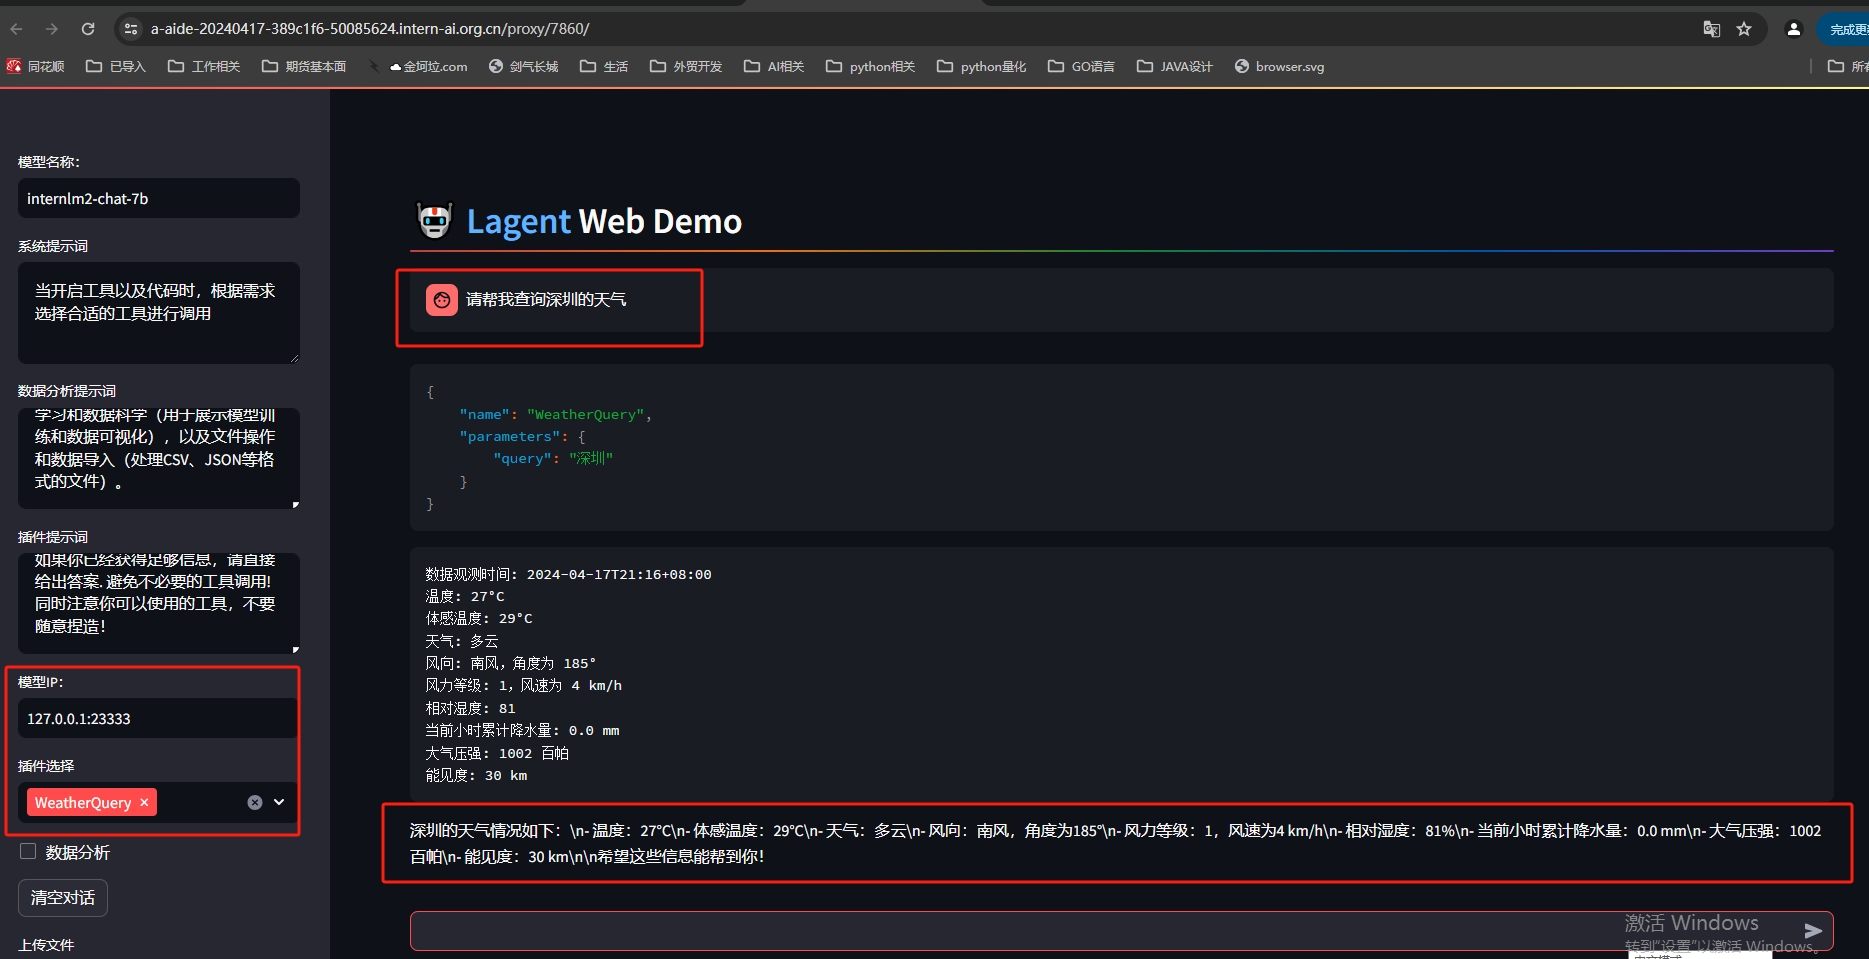 a-aide-20240417-389c1f6-50085624.intern-ai.org.cn/proxy/7860/
同花顺 已导入 工作相关 期货基本面 金坷垃.com 剑气长城 生活 外贸开发 AI相关 python相关 python量化 GO语言 JAVA设计 browser.svg
模型名称：
internlm2-chat-7b
系统提示词
当开启工具以及代码时，根据需求
选择合适的工具进行调用
数据分析提示词
学习和数据科学（用于展示模型训
练和数据可视化），以及文件操作
和数据导入（处理CSV、JSON等格
式的文件）。
插件提示词
如果你已经获得足够信息，请直接
给出答案. 避免不必要的工具调用!
同时注意你可以使用的工具，不要
随意捏造！
模型IP：
127.0.0.1:23333
插件选择
WeatherQuery ×
数据分析
清空对话
上传文件
Lagent Web Demo
请帮我查询深圳的天气
{
"name": "WeatherQuery",
"parameters": {
"query": "深圳"
}
}
数据观测时间: 2024-04-17T21:16+08:00
温度: 27°C
体感温度: 29°C
天气: 多云
风向: 南风，角度为 185°
风力等级: 1，风速为 4 km/h
相对湿度: 81
当前小时累计降水量: 0.0 mm
大气压强: 1002 百帕
能见度: 30 km
深圳的天气情况如下：\n- 温度：27°C\n- 体感温度：29°C\n- 天气：多云\n- 风向：南风，角度为185°\n- 风力等级：1，风速为4 km/h\n- 相对湿度：81%\n- 当前小时累计降水量：0.0 mm\n- 大气压强：1002
百帕\n- 能见度：30 km\n\n希望这些信息能帮到你！
激活 Windows
转到"设置"以激活 Windows。